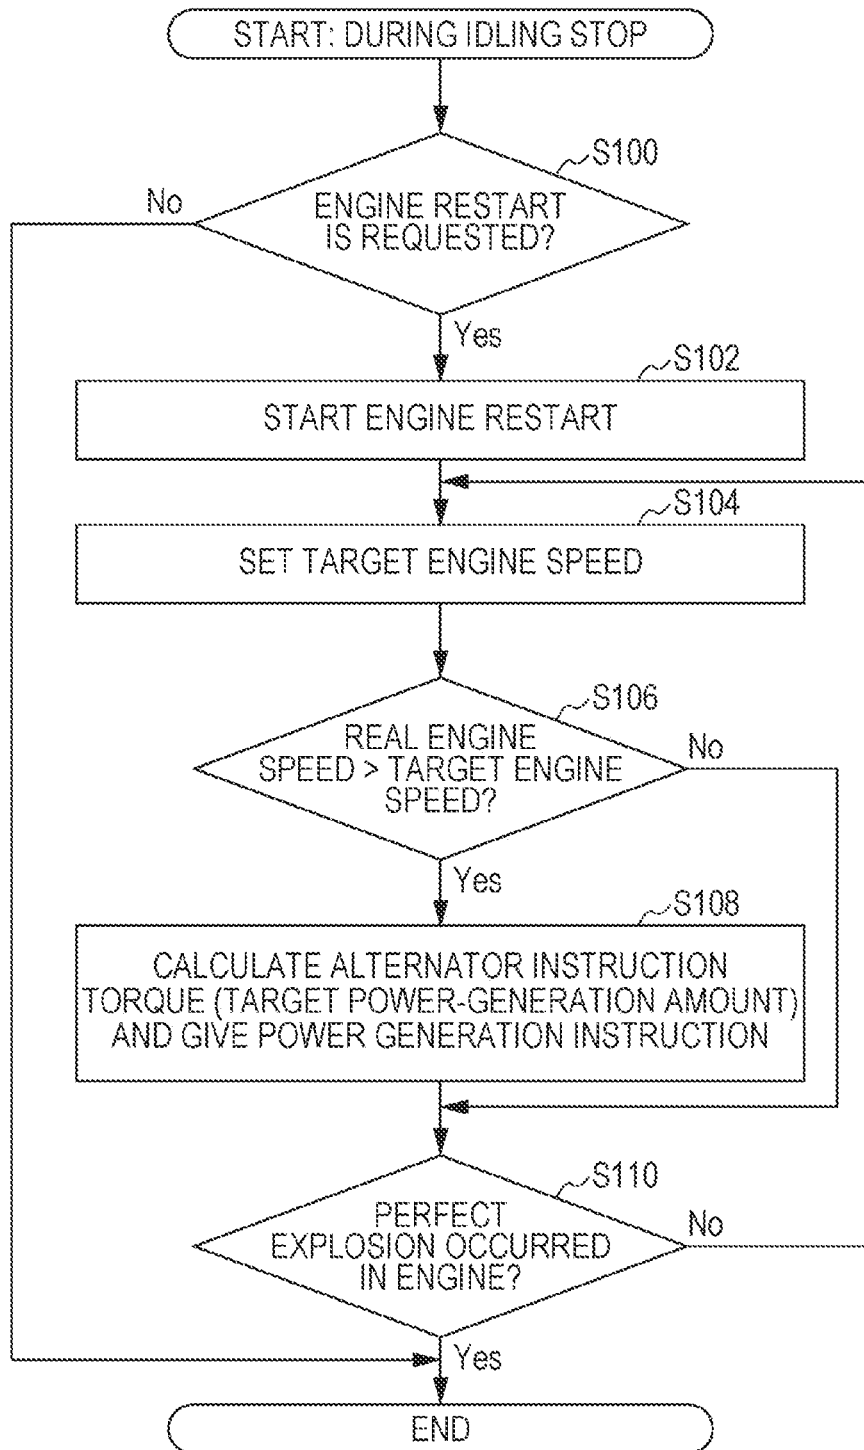 START: DURING IDLING STOP
S100
No
ENGINE RESTART
IS REQUESTED?
Yes
S102
START ENGINE RESTART
S104
SET TARGET ENGINE SPEED
S106
REAL ENGINE
SPEED > TARGET ENGINE
SPEED?
No
Yes
S108
CALCULATE ALTERNATOR INSTRUCTION
TORQUE (TARGET POWER-GENERATION AMOUNT)
AND GIVE POWER GENERATION INSTRUCTION
S110
PERFECT
EXPLOSION OCCURRED
IN ENGINE?
No
Yes
END